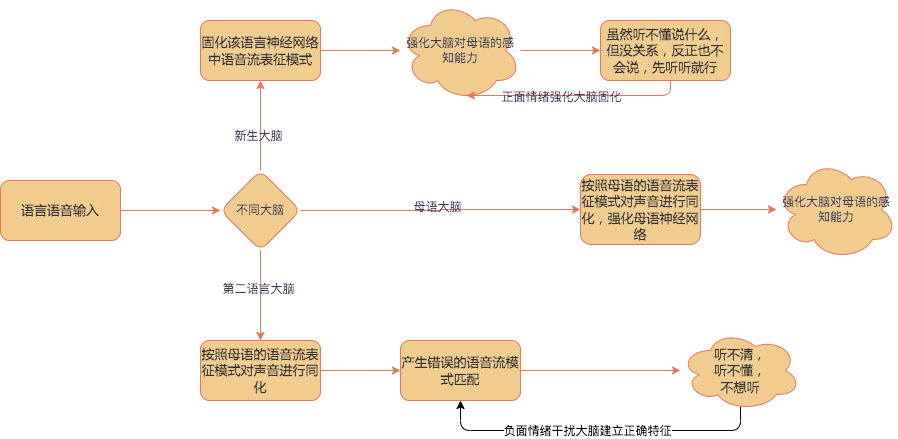 固化该语言神经网络
中语音流表征模式
强化大脑对母语的感
知能力
虽然听不懂说什么，
但没关系，反正也不
会说，先听听就行
正面情绪强化大脑固化
新生大脑
语言语音输入
不同大脑
母语大脑
按照母语的语音流表
征模式对声音进行同
化，强化母语神经网
络
强化大脑对母语的感
知能力
第二语言大脑
按照母语的语音流表
征模式对声音进行同
化
产生错误的语音流模
式匹配
听不清，
听不懂，
不想听
负面情绪干扰大脑建立正确特征